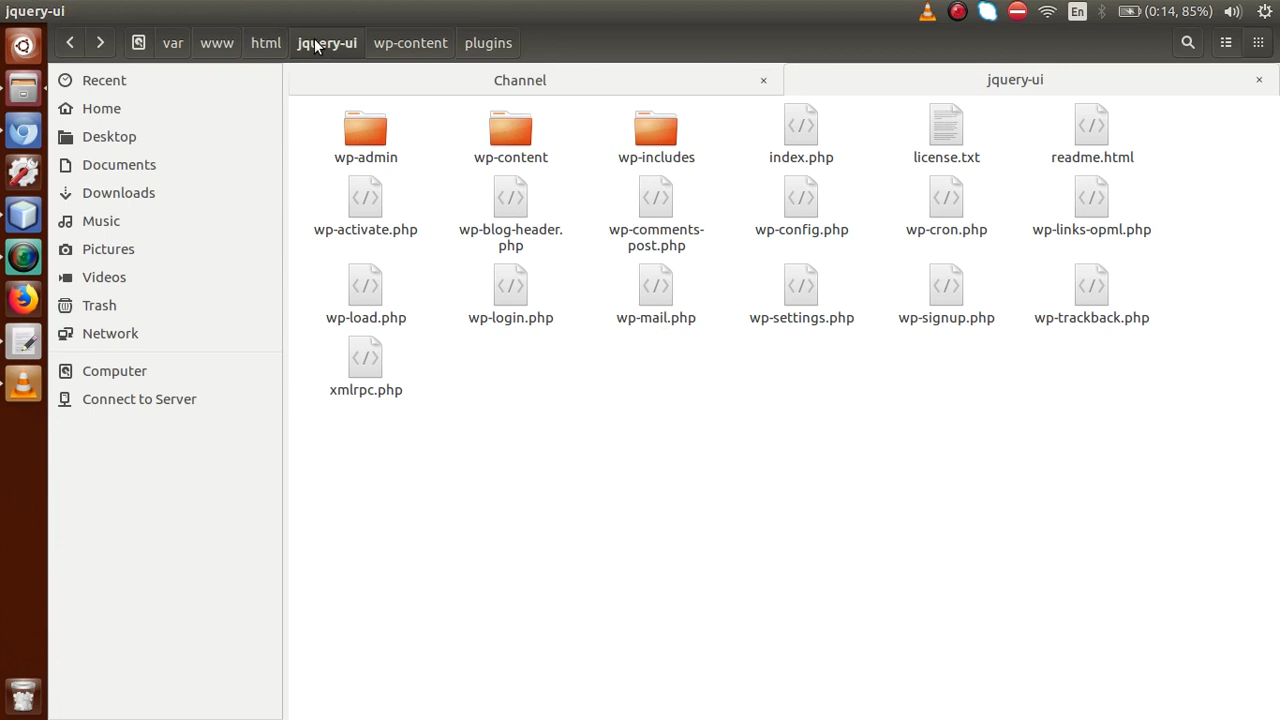 jquery-ui
En
(0:14, 85%)
var
www
html
jquery-ui
wp-content
plugins
Recent
Home
Desktop
Documents
Downloads
Music
Pictures
Videos
Trash
Network
Computer
Connect to Server
Channel
jquery-ui
wp-admin
wp-content
wp-includes
index.php
license.txt
readme.html
wp-activate.php
wp-blog-header.
php
wp-comments-
post.php
wp-config.php
wp-cron.php
wp-links-opml.php
wp-load.php
wp-login.php
wp-mail.php
wp-settings.php
wp-signup.php
wp-trackback.php
xmlrpc.php